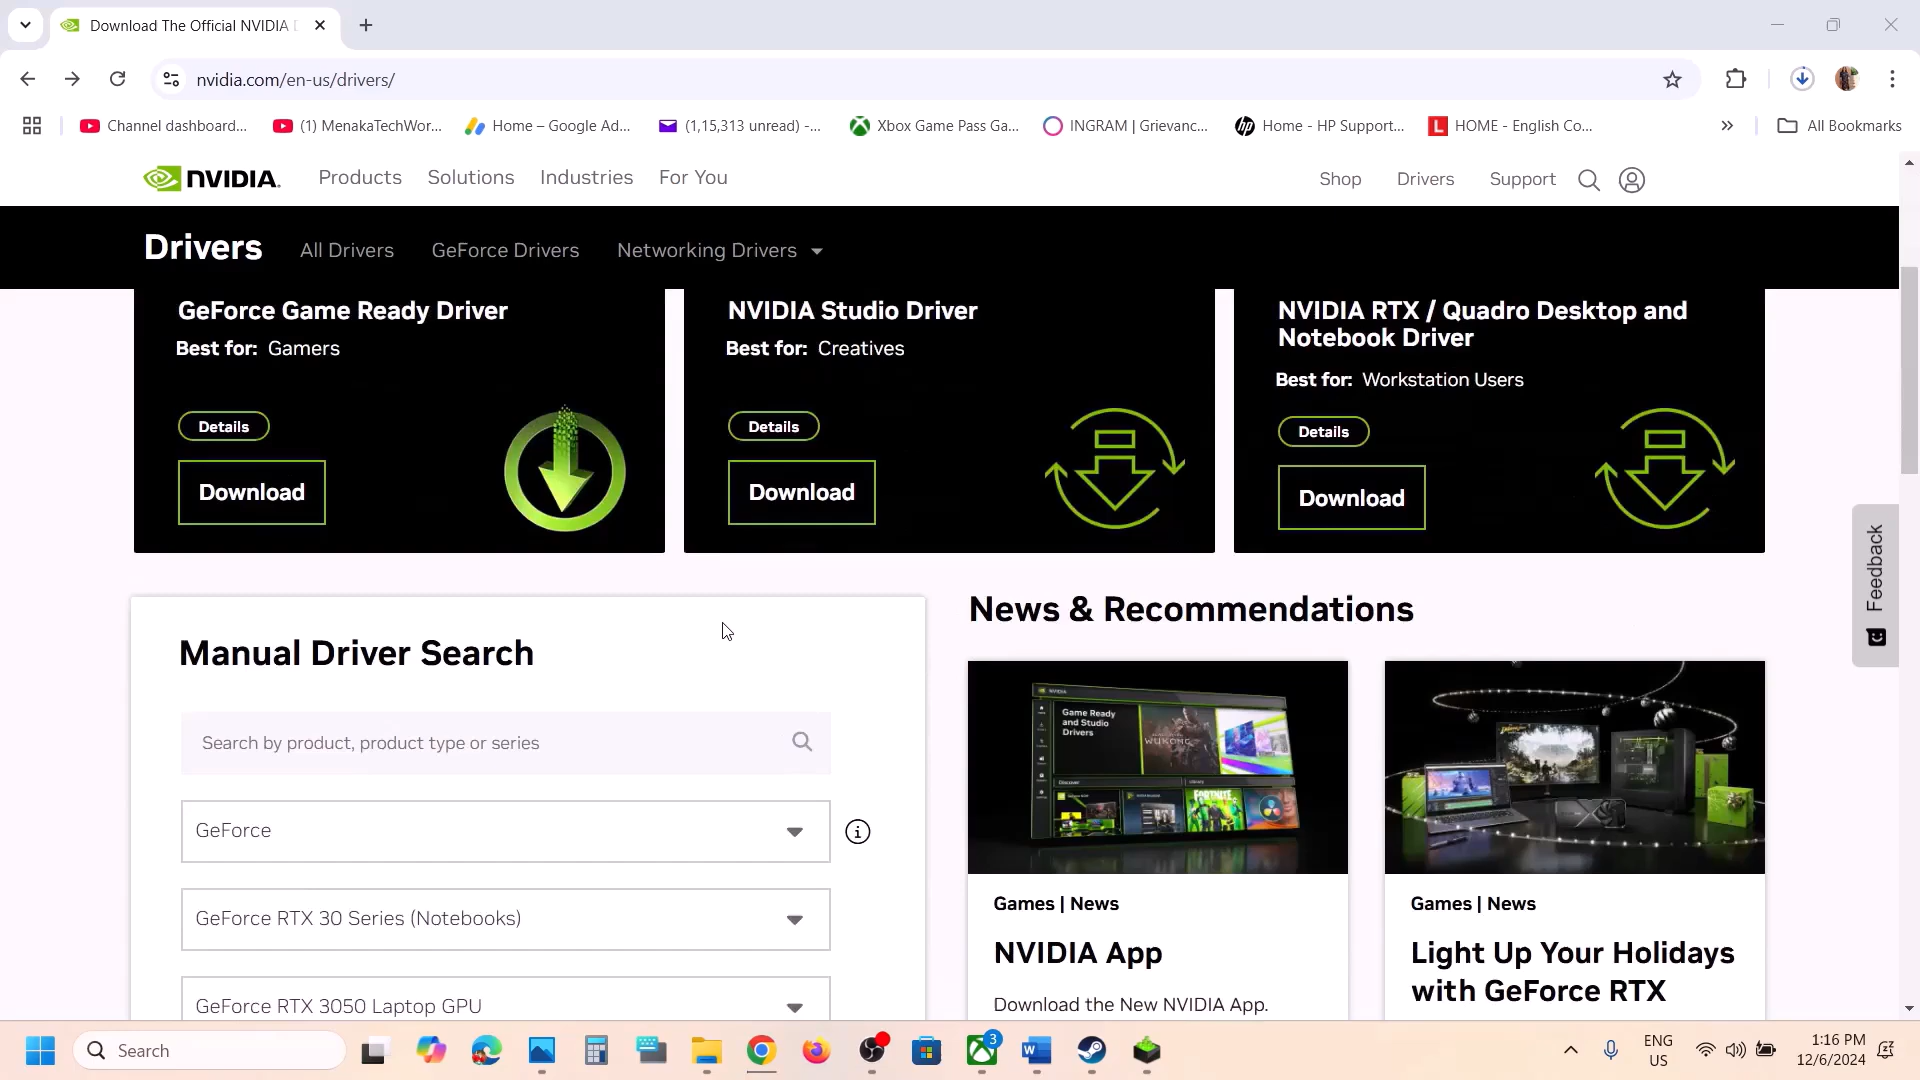 Download The Official NVIDIA
nvidia.com/en-us/drivers/
Channel dashboard...
(1) MenakaTechWor...
Home – Google Ad...
(1,15,313 unread) -...
Xbox Game Pass Ga...
INGRAM | Grievanc...
Home - HP Support...
HOME - English Co...
All Bookmarks
NVIDIA.
Products
Solutions
Industries
For You
Shop
Drivers
Support
Drivers
All Drivers
GeForce Drivers
Networking Drivers
GeForce Game Ready Driver
Best for: Gamers
Details
Download
NVIDIA Studio Driver
Best for: Creatives
Details
Download
NVIDIA RTX / Quadro Desktop and
Notebook Driver
Best for: Workstation Users
Details
Download
Feedback
Manual Driver Search
Search by product, product type or series
GeForce
GeForce RTX 30 Series (Notebooks)
GeForce RTX 3050 Laptop GPU
News & Recommendations
NVIDIA
Game Ready
and Studio
Drivers
WUKONG
FORTNITE
Games | News
NVIDIA App
Download the New NVIDIA App.
Games | News
Light Up Your Holidays
with GeForce RTX
Search
3
ENG
US
1:16 PM
12/6/2024